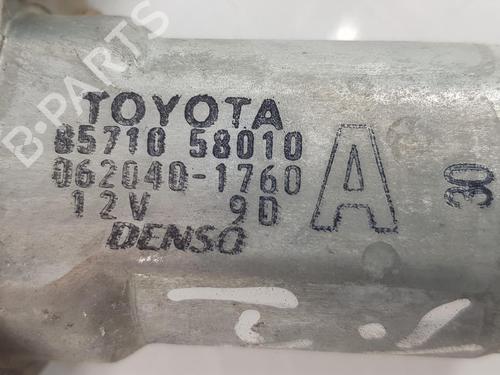 TOYOTA
85710 58010
062040-1760
12V 9D
DENSO
A
30
B-PARTS